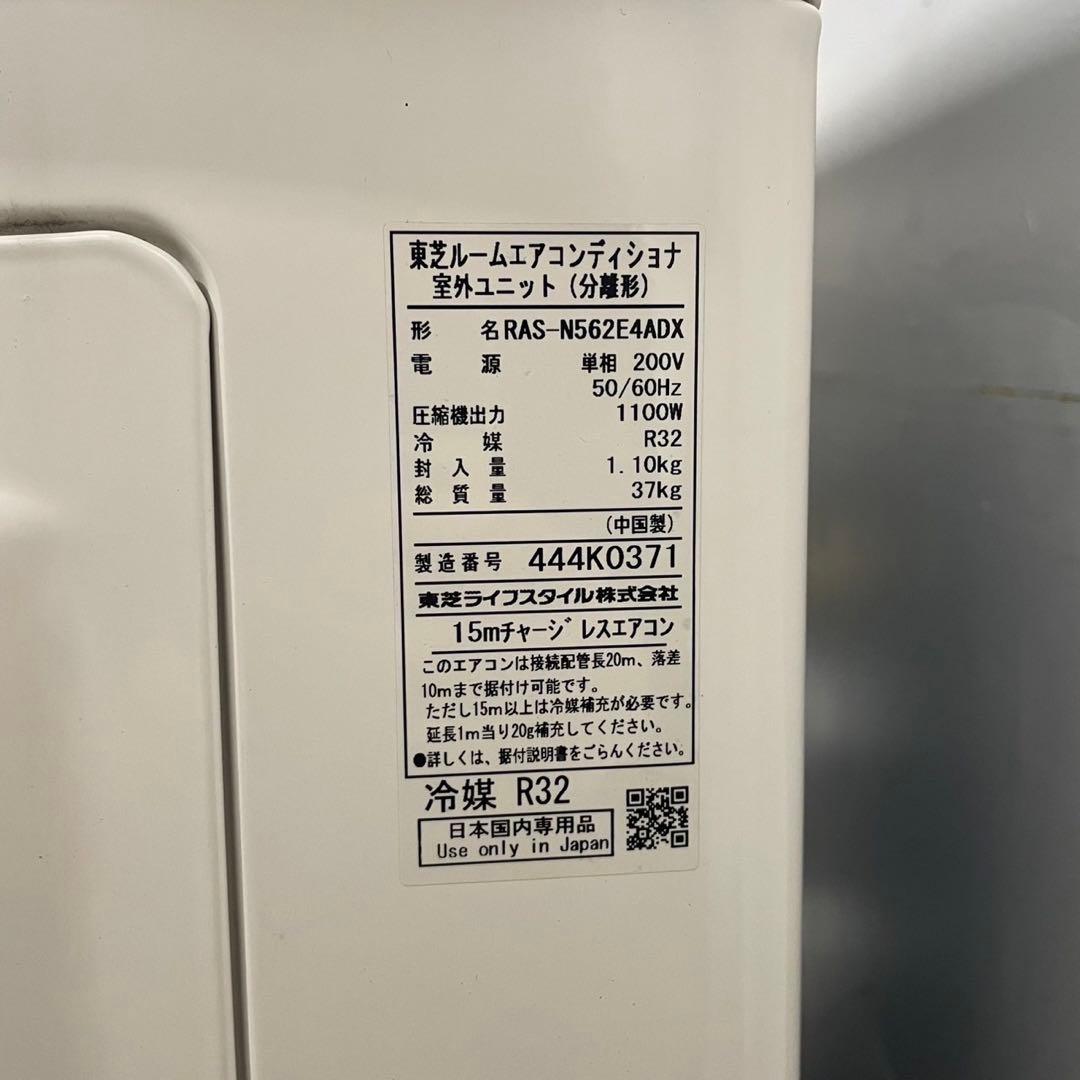 東芝ルームエアコンディショナ
室外ユニット（分離形）
形 名 RAS-N562E4ADX
電 源 単相 200V
50/60Hz
圧縮機出力 1100W
冷 媒 R32
封 入 量 1.10kg
総 質 量 37kg
（中国製）
製造番号 444K0371
東芝ライフスタイル株式会社
15mチャージレスエアコン
このエアコンは接続配管長20m、落差
10mまで据付け可能です。
ただし15m以上は冷媒補充が必要です。
延長1m当り20g補充してください。
●詳しくは、据付説明書をごらんください。
冷媒 R32
日本国内専用品
Use only in Japan